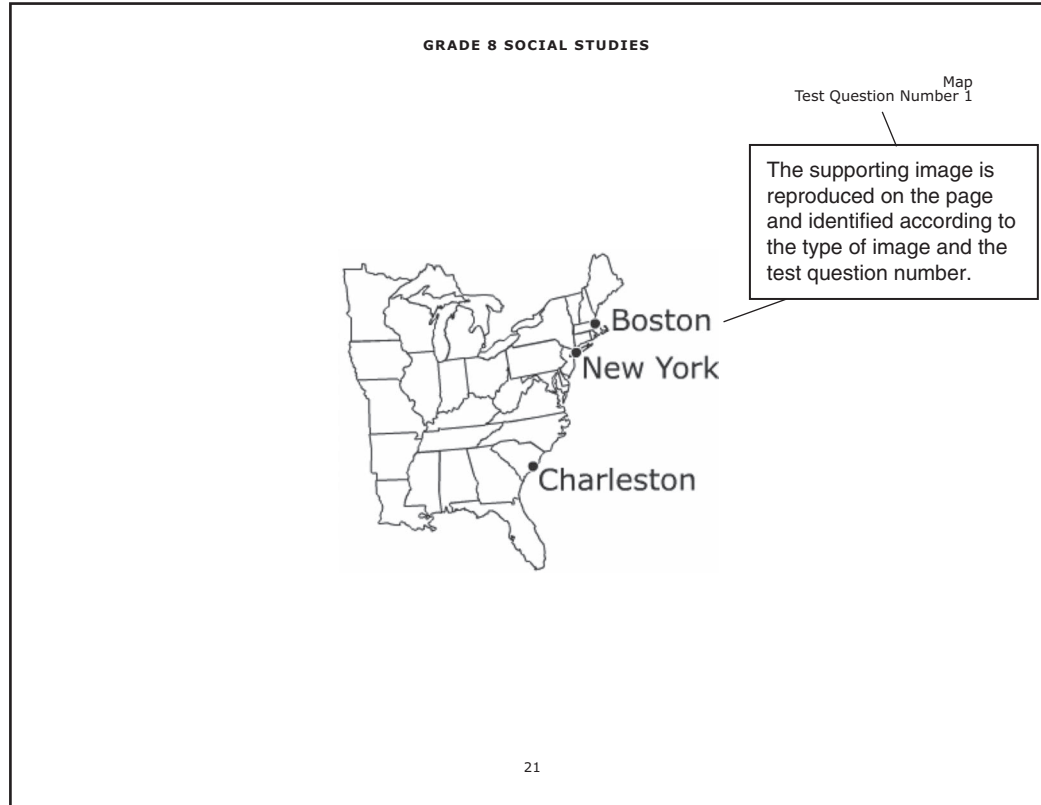 GRADE 8 SOCIAL STUDIES
Map
Test Question Number 1
The supporting image is
reproduced on the page
and identified according to
the type of image and the
test question number.
Boston
New York
Charleston
21